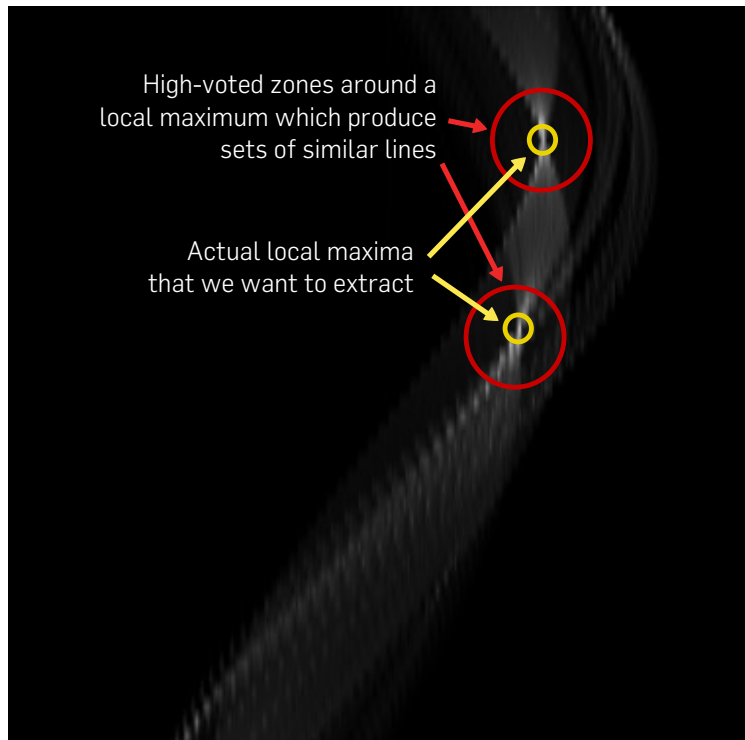 High-voted zones around a
local maximum which produce
sets of similar lines
Actual local maxima
that we want to extract